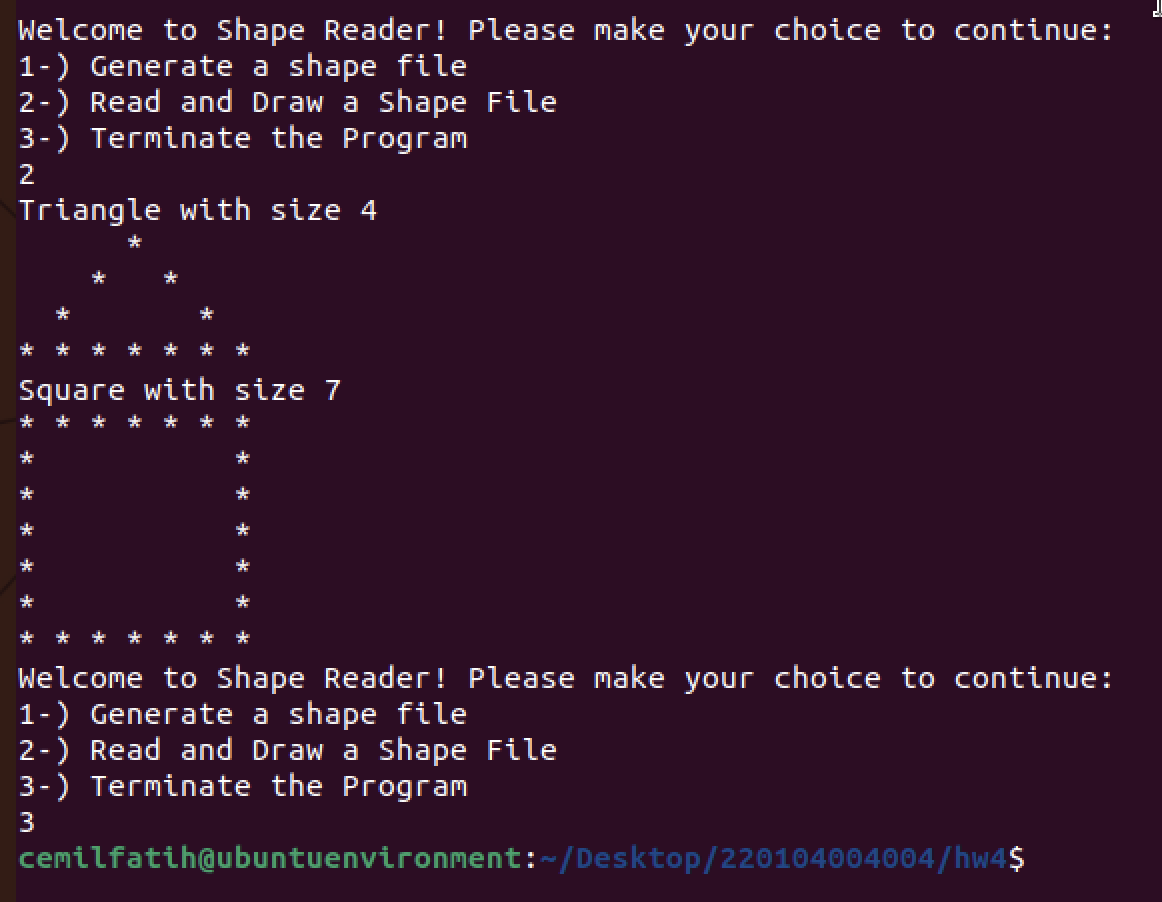 Welcome to Shape Reader! Please make your choice to continue:
1-) Generate a shape file
2-) Read and Draw a Shape File
3-) Terminate the Program
2
Triangle with size 4
      *
    *   *
  *       *
* * * * * * *
Square with size 7
* * * * * * *
*           *
*           *
*           *
*           *
*           *
* * * * * * *
Welcome to Shape Reader! Please make your choice to continue:
1-) Generate a shape file
2-) Read and Draw a Shape File
3-) Terminate the Program
3
cemilfatih@ubuntuenvironment:~/Desktop/220104004004/hw4$